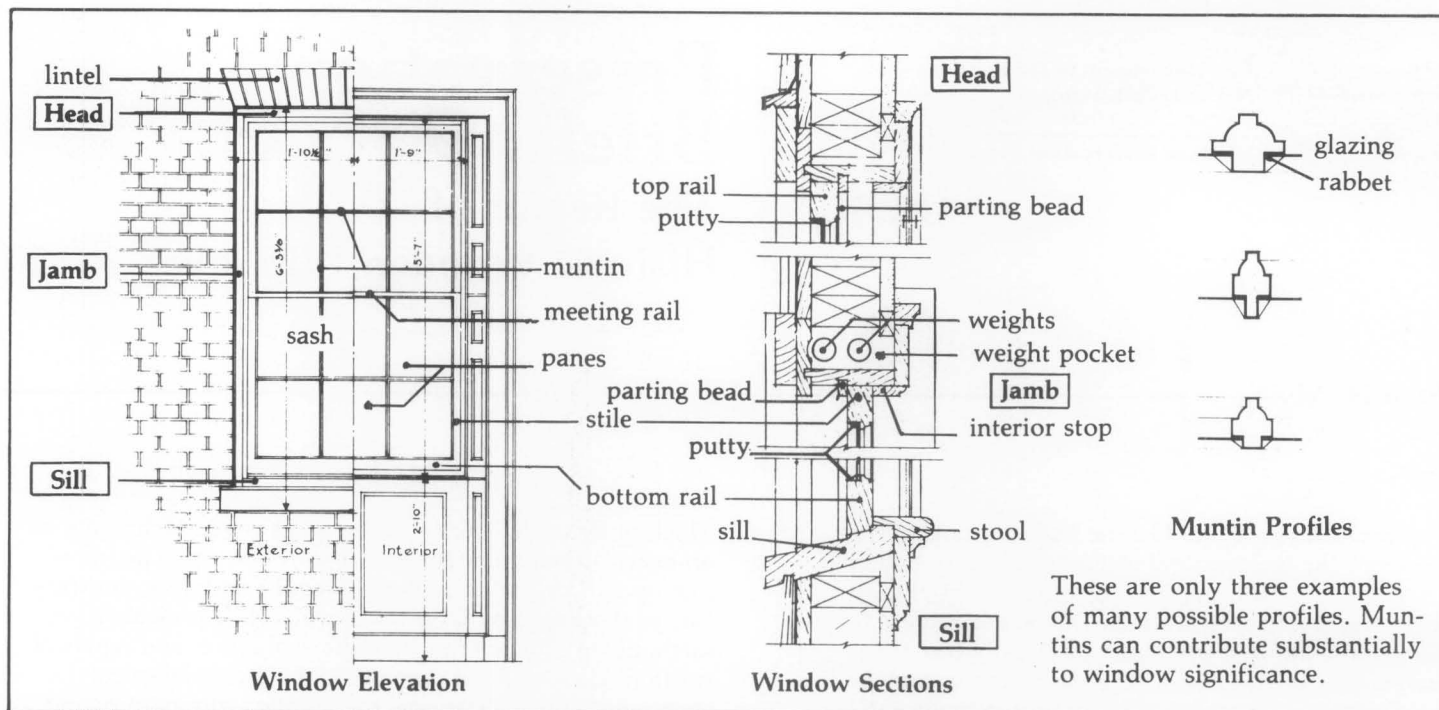 lintel
Head
Jamb
Sill
1'-10½"
1'-9"
5'-7"
2'-10"
sash
Exterior
Interior
muntin
meeting rail
panes
stile
bottom rail
Window Elevation
Head
top rail
putty
parting bead
weights
weight pocket
parting bead
Jamb
interior stop
putty
sill
stool
Sill
Window Sections
glazing
rabbet
Muntin Profiles
These are only three examples
of many possible profiles. Mun-
tins can contribute substantially
to window significance.